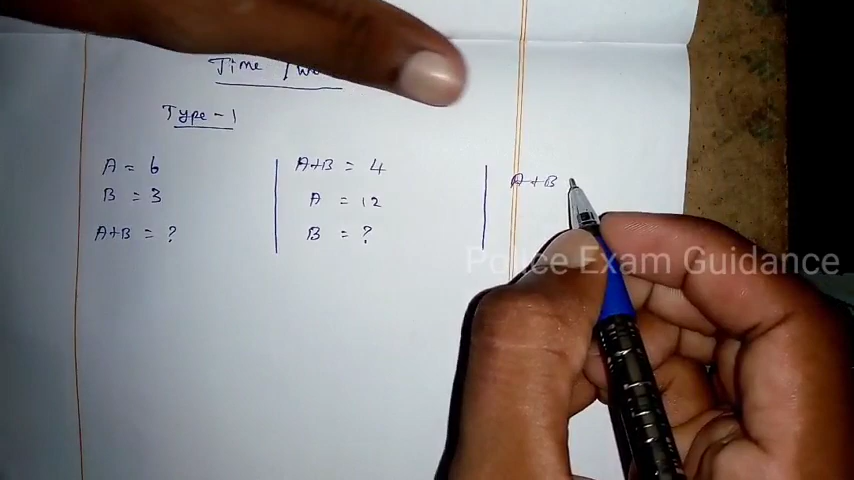 Time
Type - 1
A = 6
B = 3
A+B = ?
A+B = 4
A = 12
B = ?
A+B
Police Exam Guidance